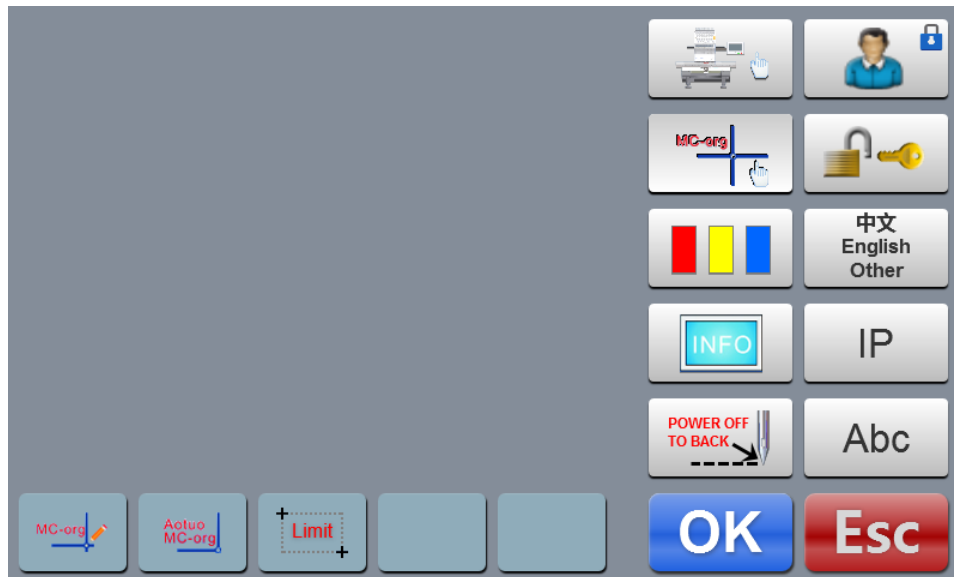 MC-org
中文
English
Other
INFO
IP
POWER OFF
TO BACK
Abc
MC-org
Aotuo
MC-org
Limit
OK
Esc